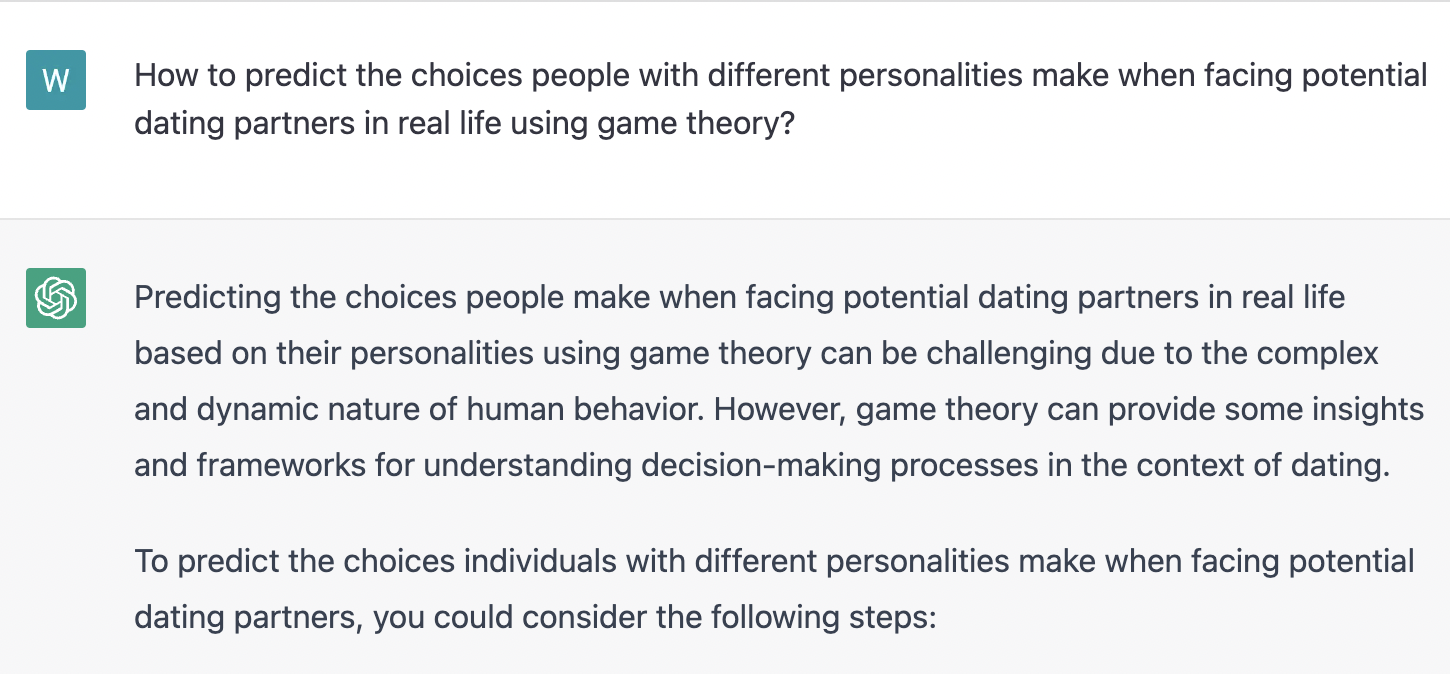 W
How to predict the choices people with different personalities make when facing potential
dating partners in real life using game theory?
Predicting the choices people make when facing potential dating partners in real life
based on their personalities using game theory can be challenging due to the complex
and dynamic nature of human behavior. However, game theory can provide some insights
and frameworks for understanding decision-making processes in the context of dating.
To predict the choices individuals with different personalities make when facing potential
dating partners, you could consider the following steps: